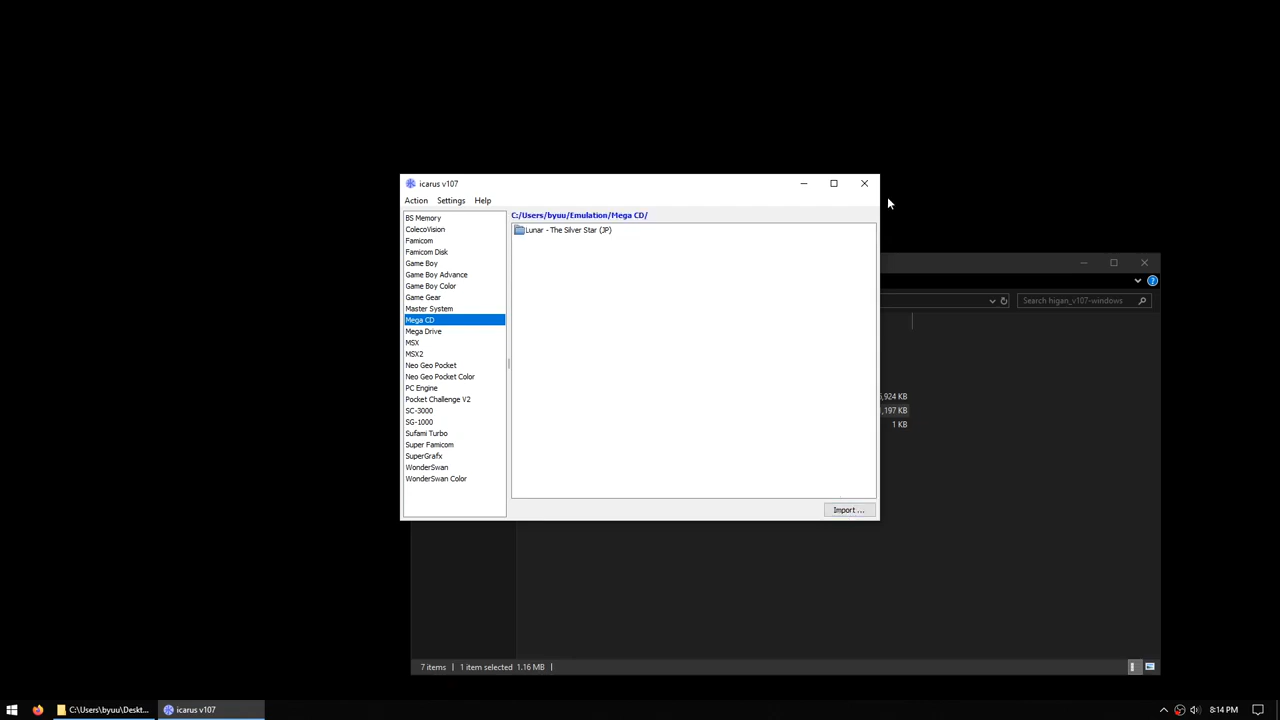 icarus v107
Action Settings Help
C:/Users/byuu/Emulation/Mega CD/
BS Memory
ColecoVision
Famicom
Famicom Disk
Game Boy
Game Boy Advance
Game Boy Color
Game Gear
Master System
Mega CD
Mega Drive
MSX
MSX2
Neo Geo Pocket
Neo Geo Pocket Color
PC Engine
Pocket Challenge V2
SC-3000
SG-1000
Sufami Turbo
Super Famicom
SuperGrafx
WonderSwan
WonderSwan Color
Lunar - The Silver Star (JP)
Import ...
Search higan_v107-windows
,924 KB
,197 KB
1 KB
7 items 1 item selected 1.16 MB
C:\Users\byuu\Deskt... icarus v107 8:14 PM